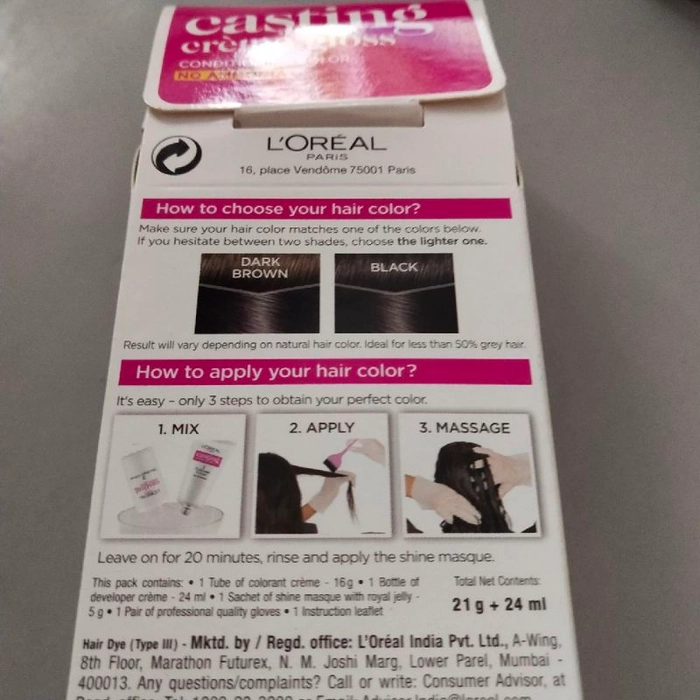 casting
crème gloss
NO
L'ORÉAL
PARIS
16, place Vendôme 75001 Paris
How to choose your hair color?
Make sure your hair color matches one of the colors below.
If you hesitate between two shades, choose the lighter one.
DARK
BROWN
BLACK
Result will vary depending on natural hair color. Ideal for less than 50% grey hair.
How to apply your hair color?
It's easy – only 3 steps to obtain your perfect color.
1. MIX
2. APPLY
3. MASSAGE
Leave on for 20 minutes, rinse and apply the shine masque.
This pack contains: • 1 Tube of colorant crème - 16g • 1 Bottle of
developer crème - 24 ml • 1 Sachet of shine masque with royal jelly -
5 g • 1 Pair of professional quality gloves • 1 Instruction leaflet
Total Net Contents:
21 g + 24 ml
Hair Dye (Type III) - Mktd. by / Regd. office: L'Oréal India Pvt. Ltd., A-Wing,
8th Floor, Marathon Futurex, N. M. Joshi Marg, Lower Parel, Mumbai -
400013. Any questions/complaints? Call or write: Consumer Advisor, at